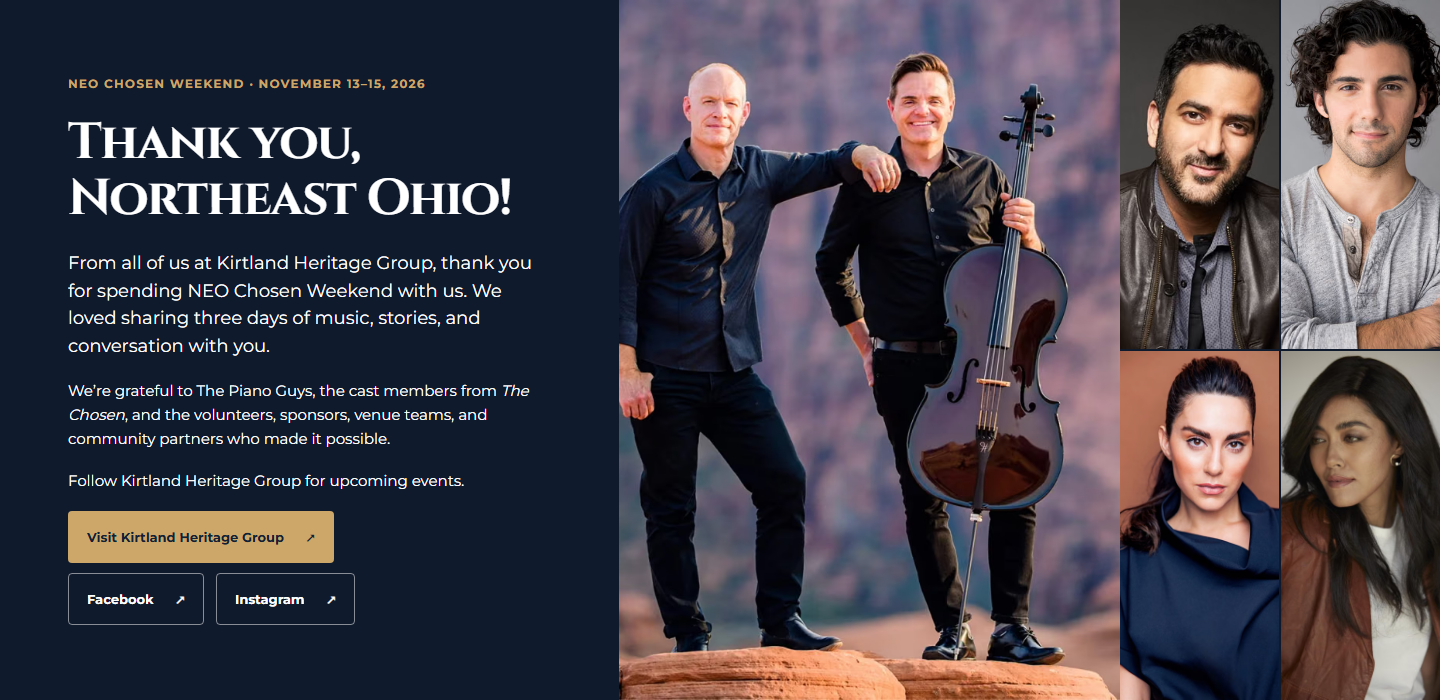 NEO CHOSEN WEEKEND · NOVEMBER 13–15, 2026
THANK YOU,
NORTHEAST OHIO!
From all of us at Kirtland Heritage Group, thank you
for spending NEO Chosen Weekend with us. We
loved sharing three days of music, stories, and
conversation with you.
We’re grateful to The Piano Guys, the cast members from The
Chosen, and the volunteers, sponsors, venue teams, and
community partners who made it possible.
Follow Kirtland Heritage Group for upcoming events.
Visit Kirtland Heritage Group ↗
Facebook ↗ Instagram ↗